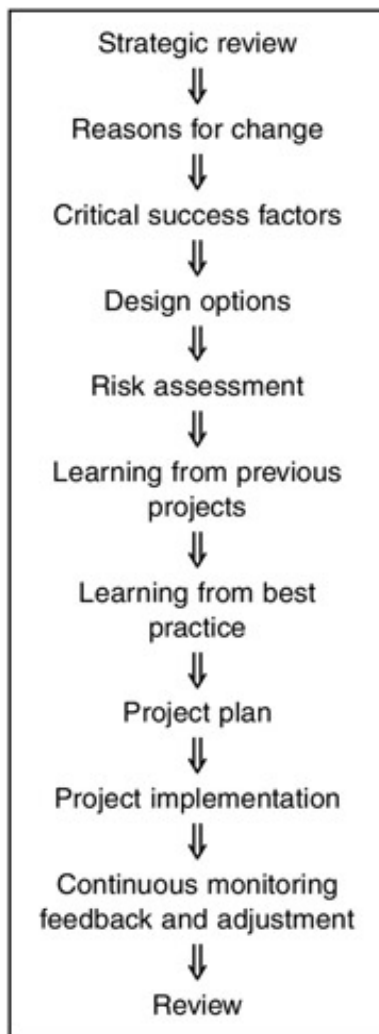 Strategic review
Reasons for change
Critical success factors
Design options
Risk assessment
Learning from previous
projects
Learning from best
practice
Project plan
Project implementation
Continuous monitoring
feedback and adjustment
Review